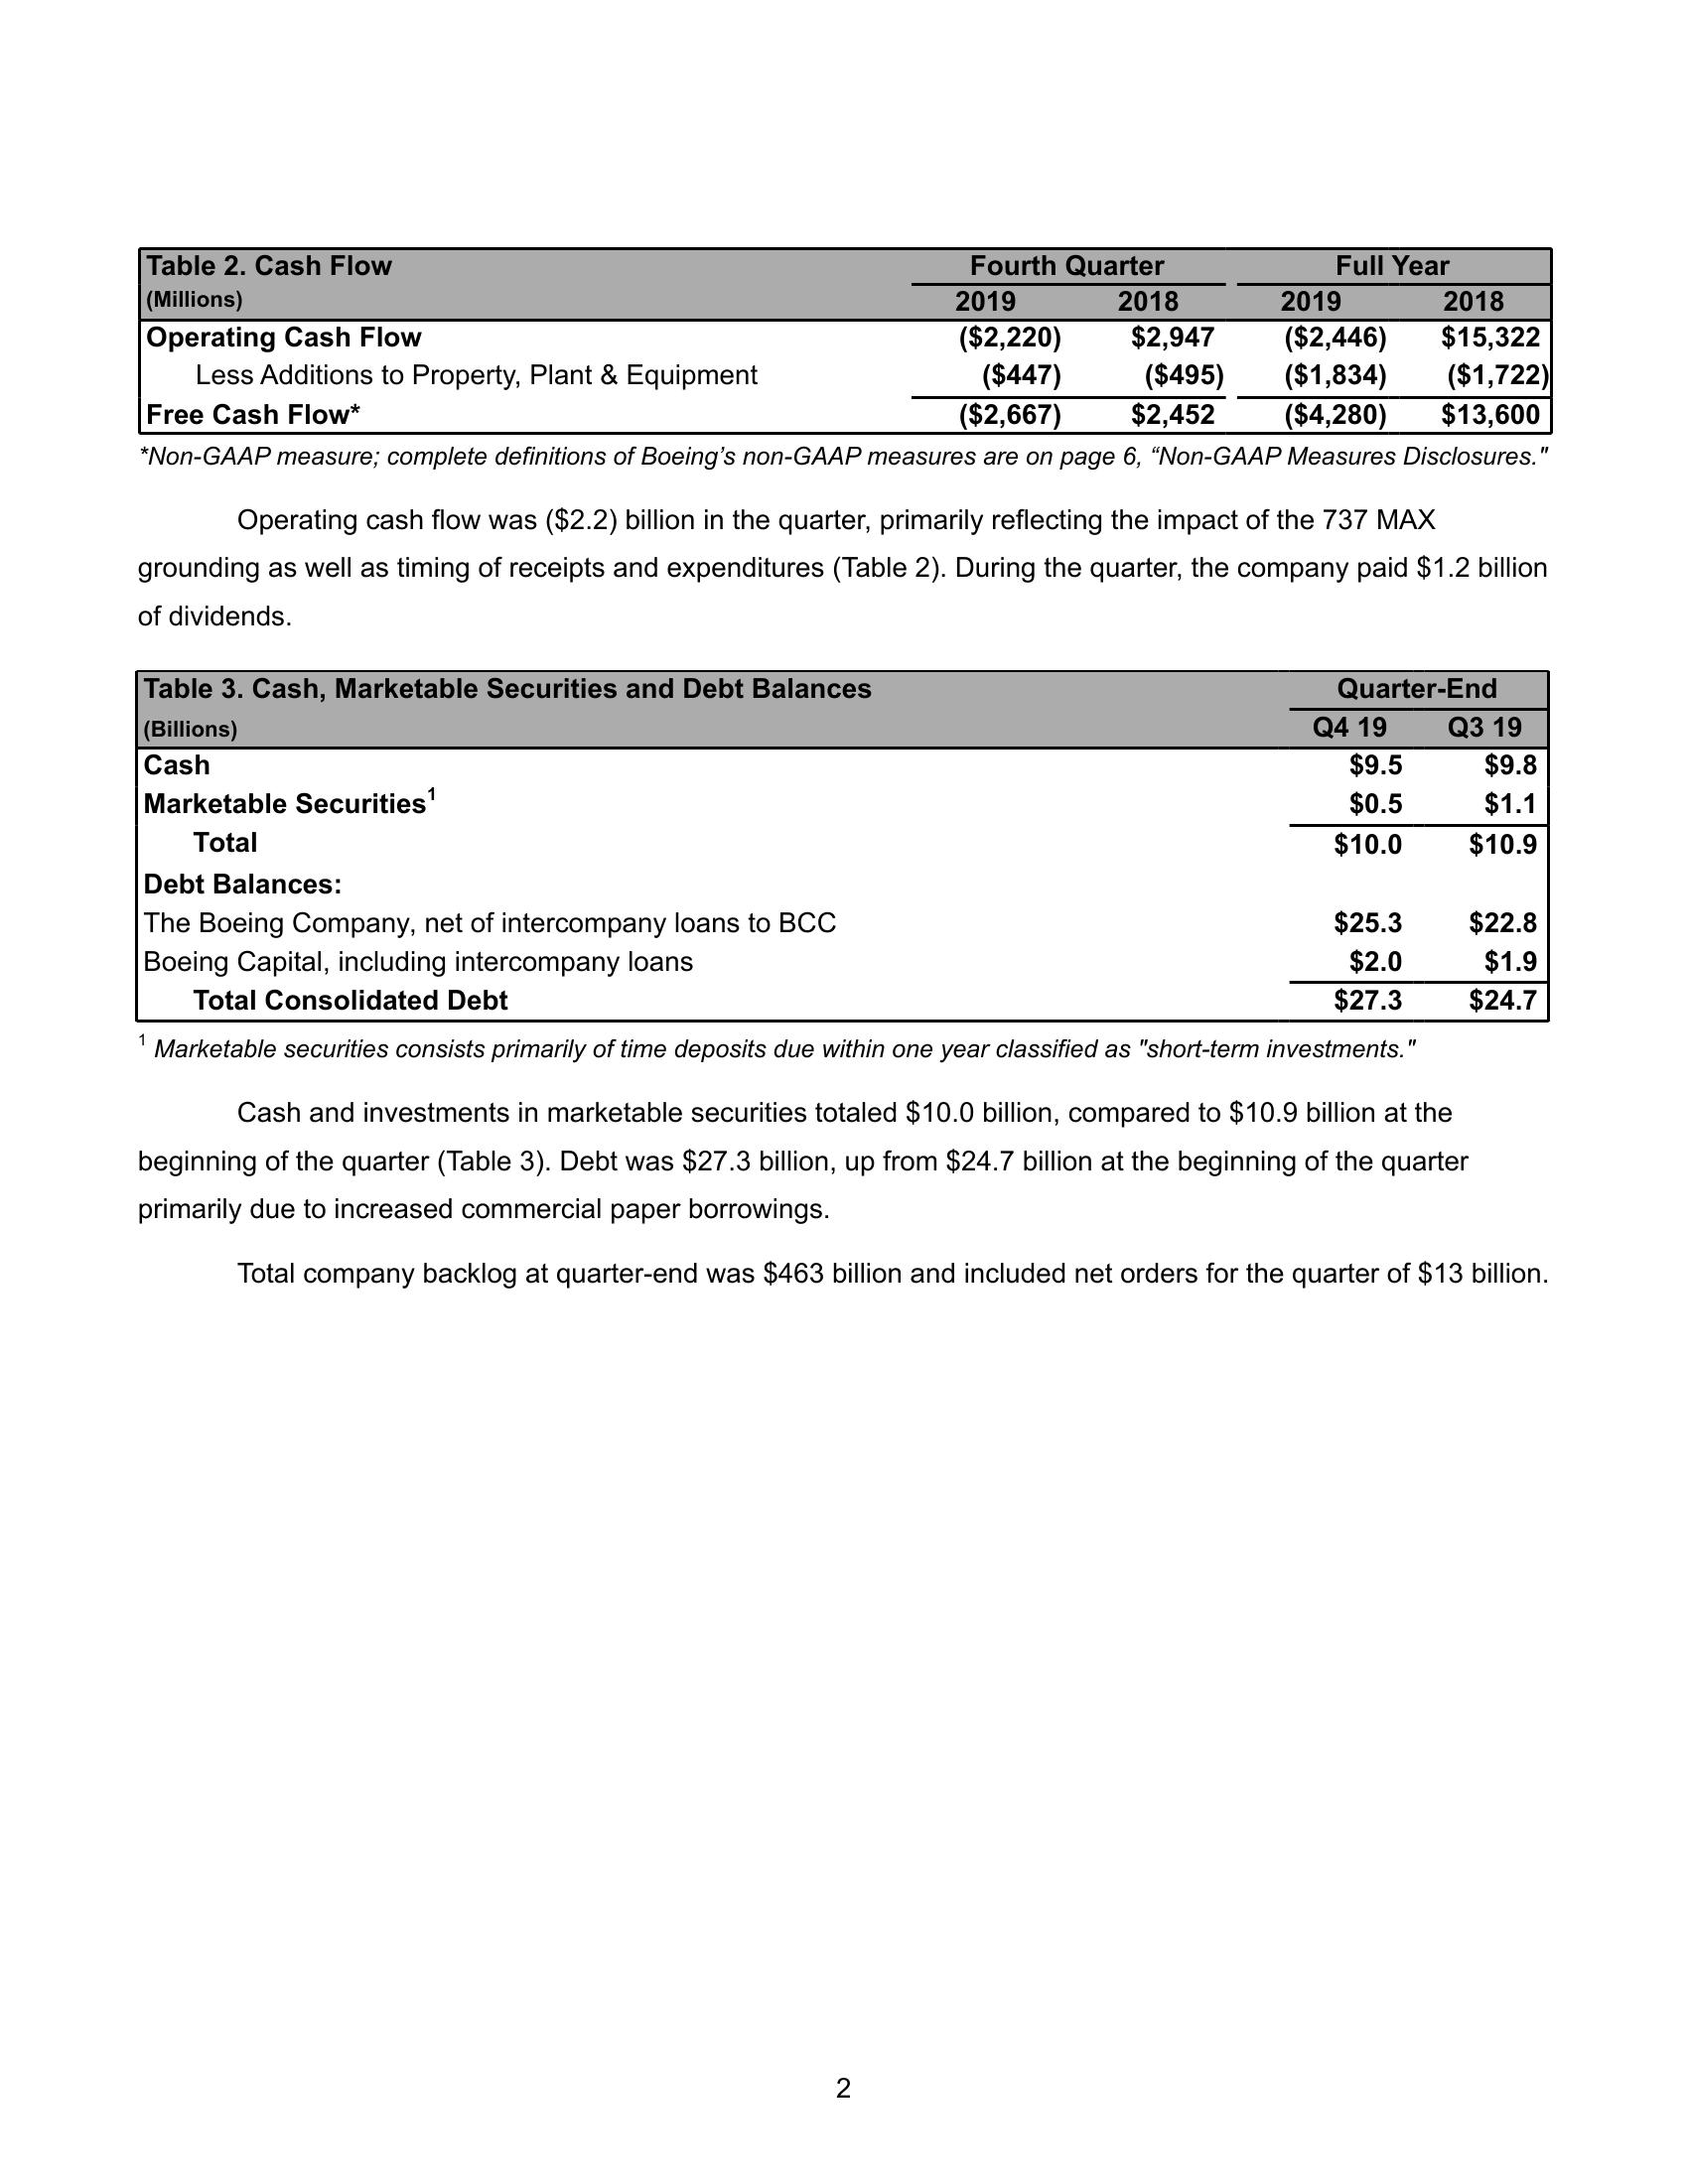 Table 2. Cash Flow Fourth Quarter Full Year
(Millions) 2019 2018 2019 2018
Operating Cash Flow ($2,220) $2,947 ($2,446) $15,322
Less Additions to Property, Plant & Equipment ($447) ($495) ($1,834) ($1,722)
Free Cash Flow* ($2,667) $2,452 ($4,280) $13,600
*Non-GAAP measure; complete definitions of Boeing’s non-GAAP measures are on page 6, “Non-GAAP Measures Disclosures."
Operating cash flow was ($2.2) billion in the quarter, primarily reflecting the impact of the 737 MAX
grounding as well as timing of receipts and expenditures (Table 2). During the quarter, the company paid $1.2 billion
of dividends.
Table 3. Cash, Marketable Securities and Debt Balances Quarter-End
(Billions) Q4 19 Q3 19
Cash $9.5 $9.8
Marketable Securities1 $0.5 $1.1
Total $10.0 $10.9
Debt Balances:
The Boeing Company, net of intercompany loans to BCC $25.3 $22.8
Boeing Capital, including intercompany loans $2.0 $1.9
Total Consolidated Debt $27.3 $24.7
1 Marketable securities consists primarily of time deposits due within one year classified as "short-term investments."
Cash and investments in marketable securities totaled $10.0 billion, compared to $10.9 billion at the
beginning of the quarter (Table 3). Debt was $27.3 billion, up from $24.7 billion at the beginning of the quarter
primarily due to increased commercial paper borrowings.
Total company backlog at quarter-end was $463 billion and included net orders for the quarter of $13 billion.
2